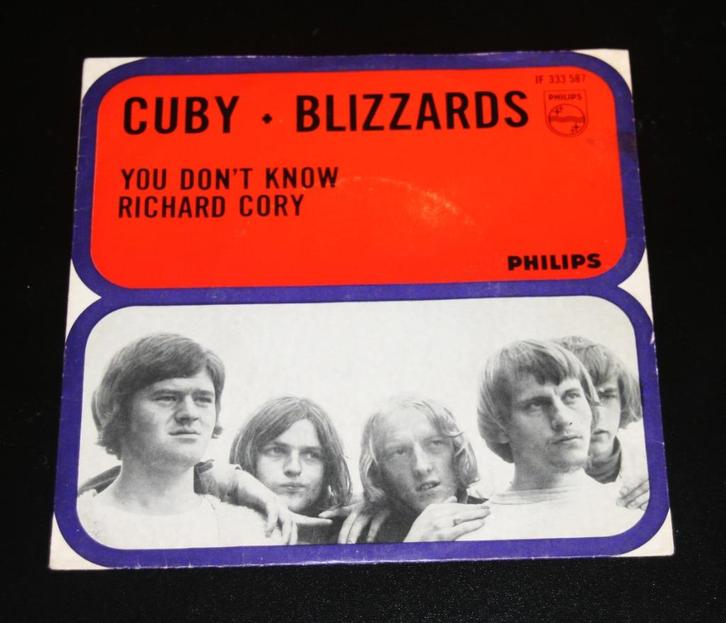 IF 333 587
CUBY • BLIZZARDS
PHILIPS
YOU DON'T KNOW
RICHARD CORY
PHILIPS